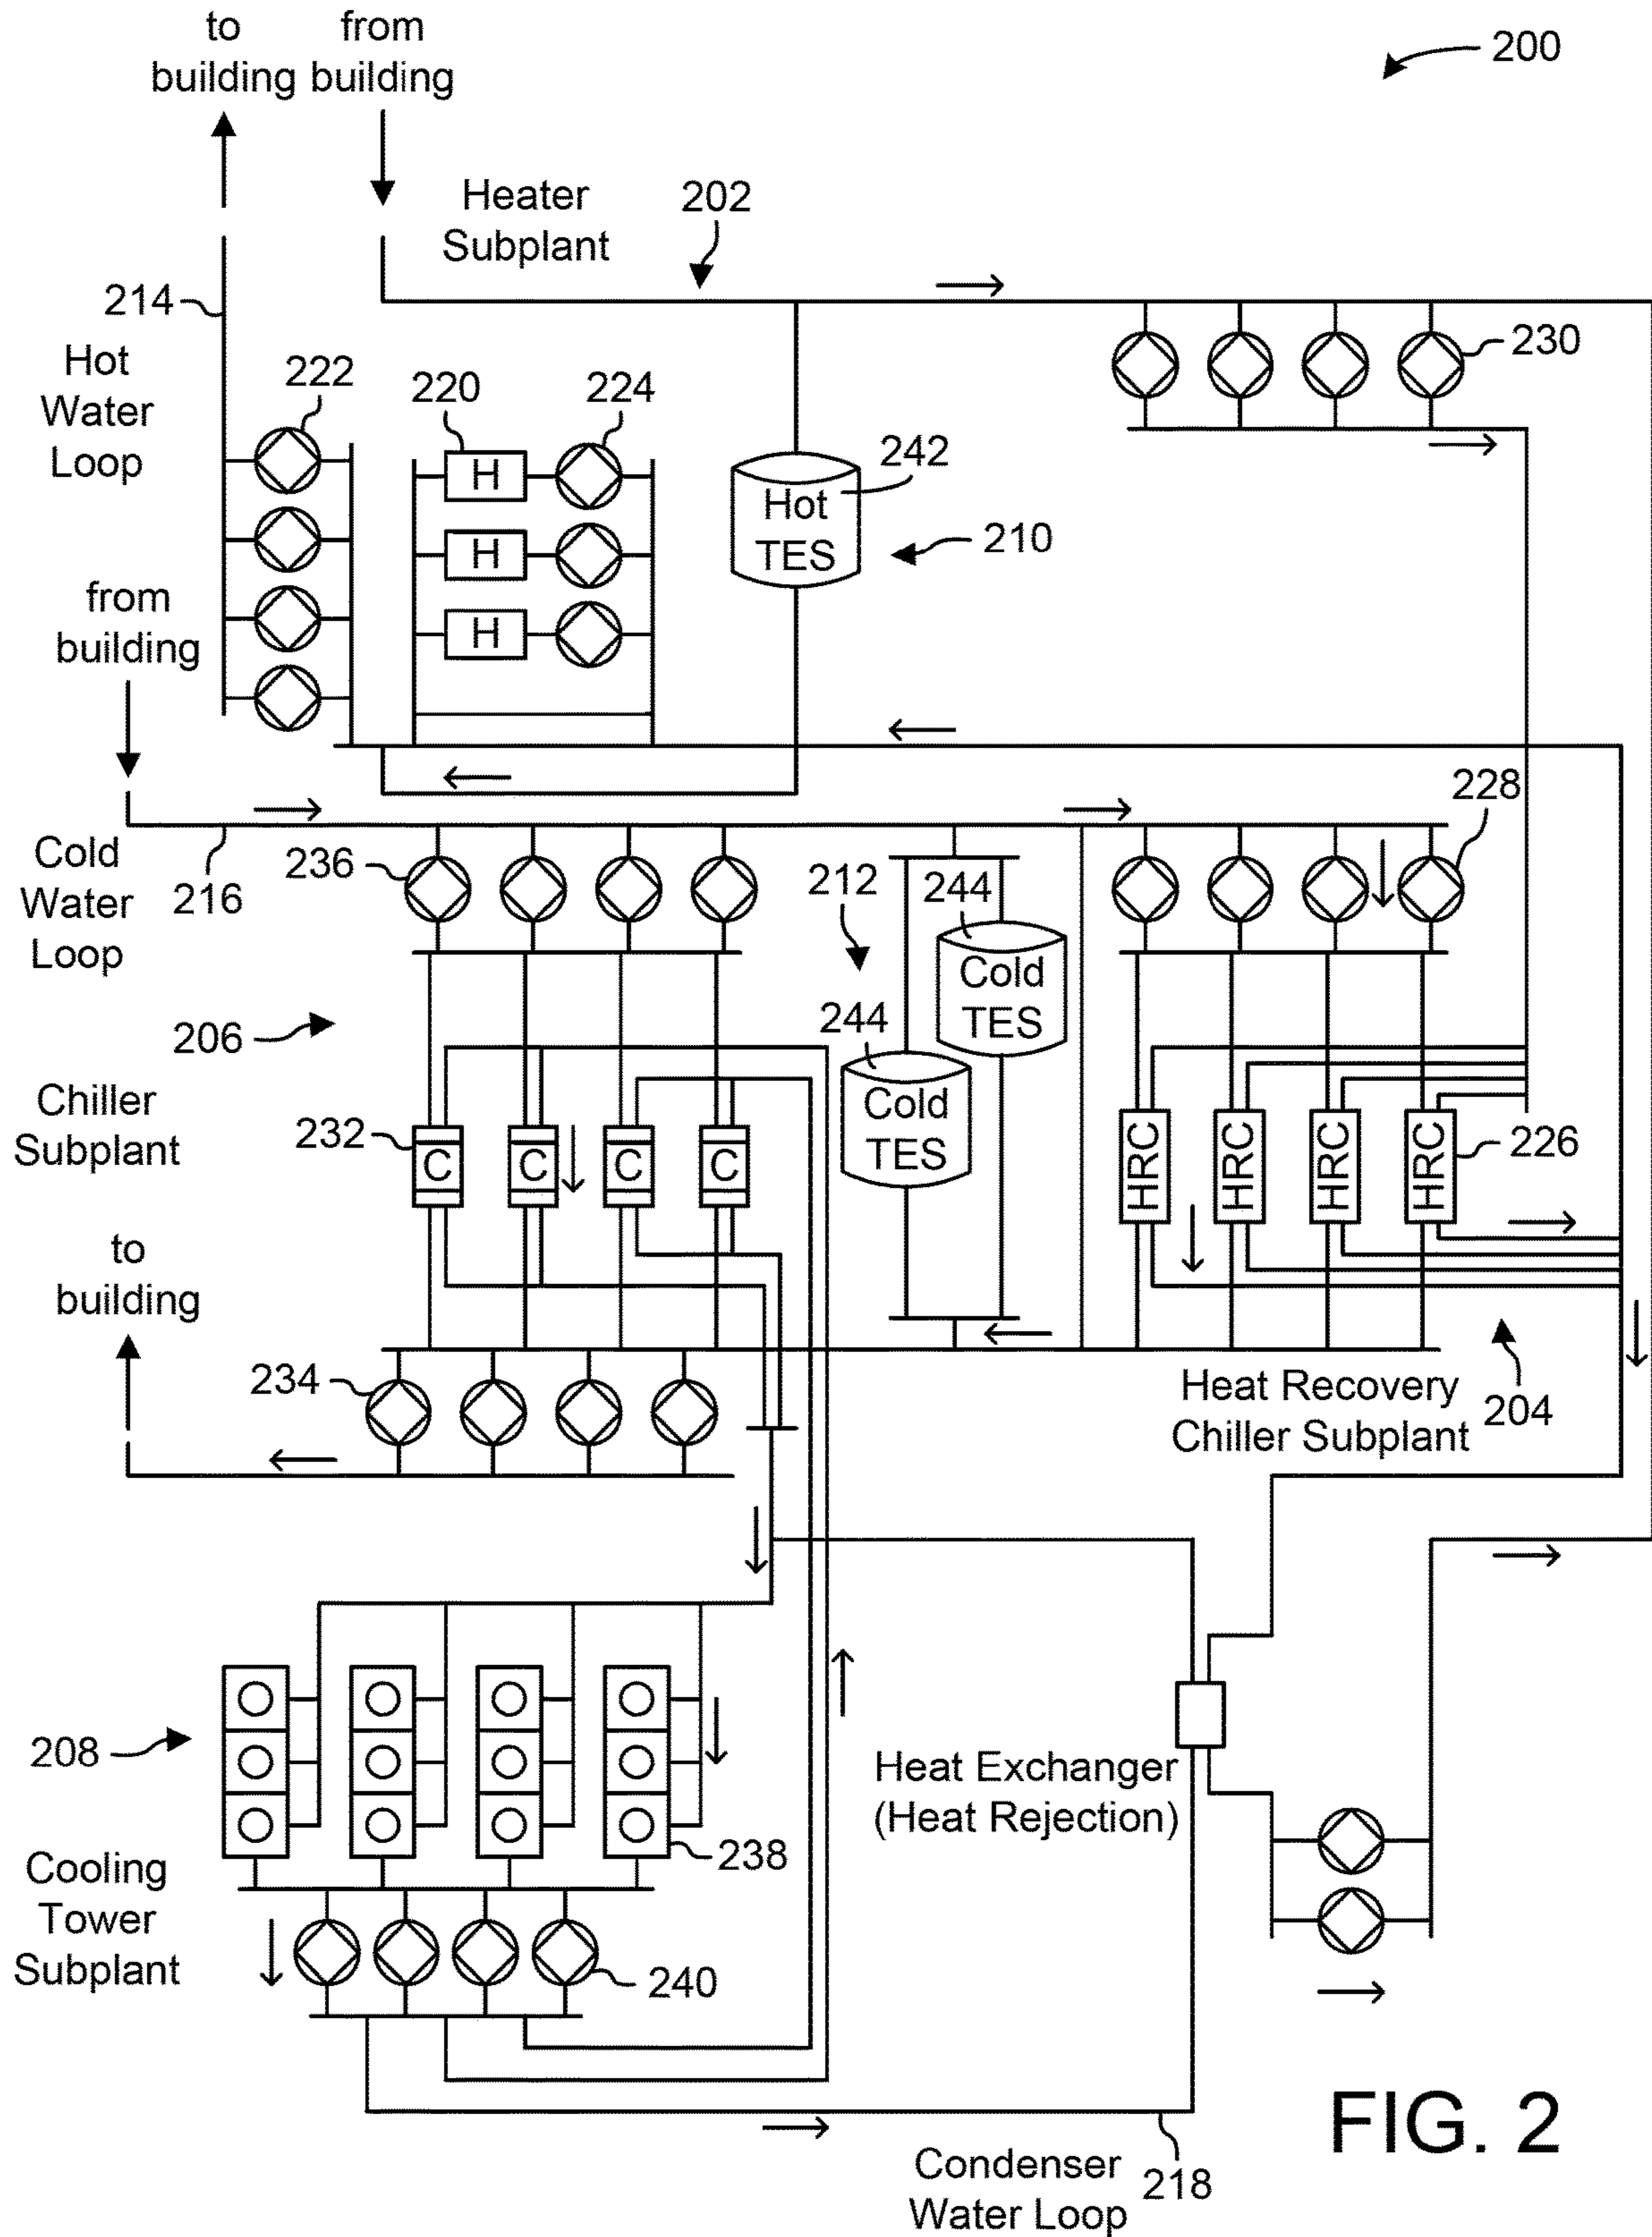 to
building
from
building
200
Heater
Subplant
202
214
Hot
Water
Loop
222
220
224
230
H
H
H
Hot
TES
242
210
from
building
228
Cold
Water
Loop
216
236
212
244
Cold
TES
244
Cold
TES
206
Chiller
Subplant
232
C
C
C
C
HRC
HRC
HRC
HRC
226
to
building
234
Heat Recovery
Chiller Subplant
204
208
Heat Exchanger
(Heat Rejection)
238
Cooling
Tower
Subplant
240
Condenser
Water Loop
218
FIG. 2